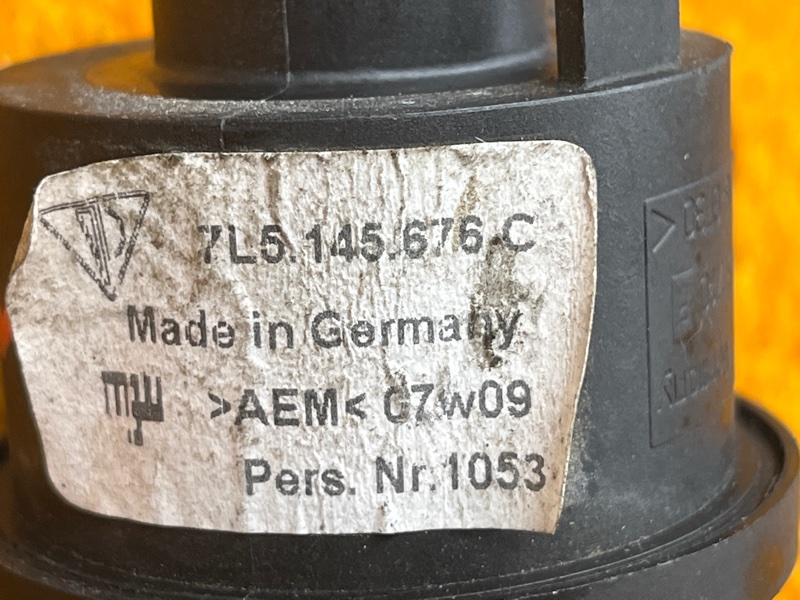 7L5.145.676.C
Made in Germany
>AEM< 07w09
Pers. Nr.1053